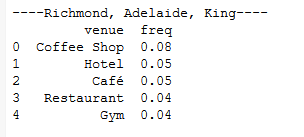 ----Richmond, Adelaide, King----
venue freq
0 Coffee Shop 0.08
1 Hotel 0.05
2 Café 0.05
3 Restaurant 0.04
4 Gym 0.04